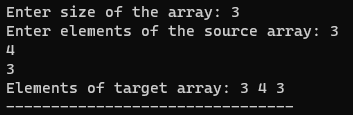 Enter size of the array: 3
Enter elements of the source array: 3
4
3
Elements of target array: 3 4 3
--------------------------------